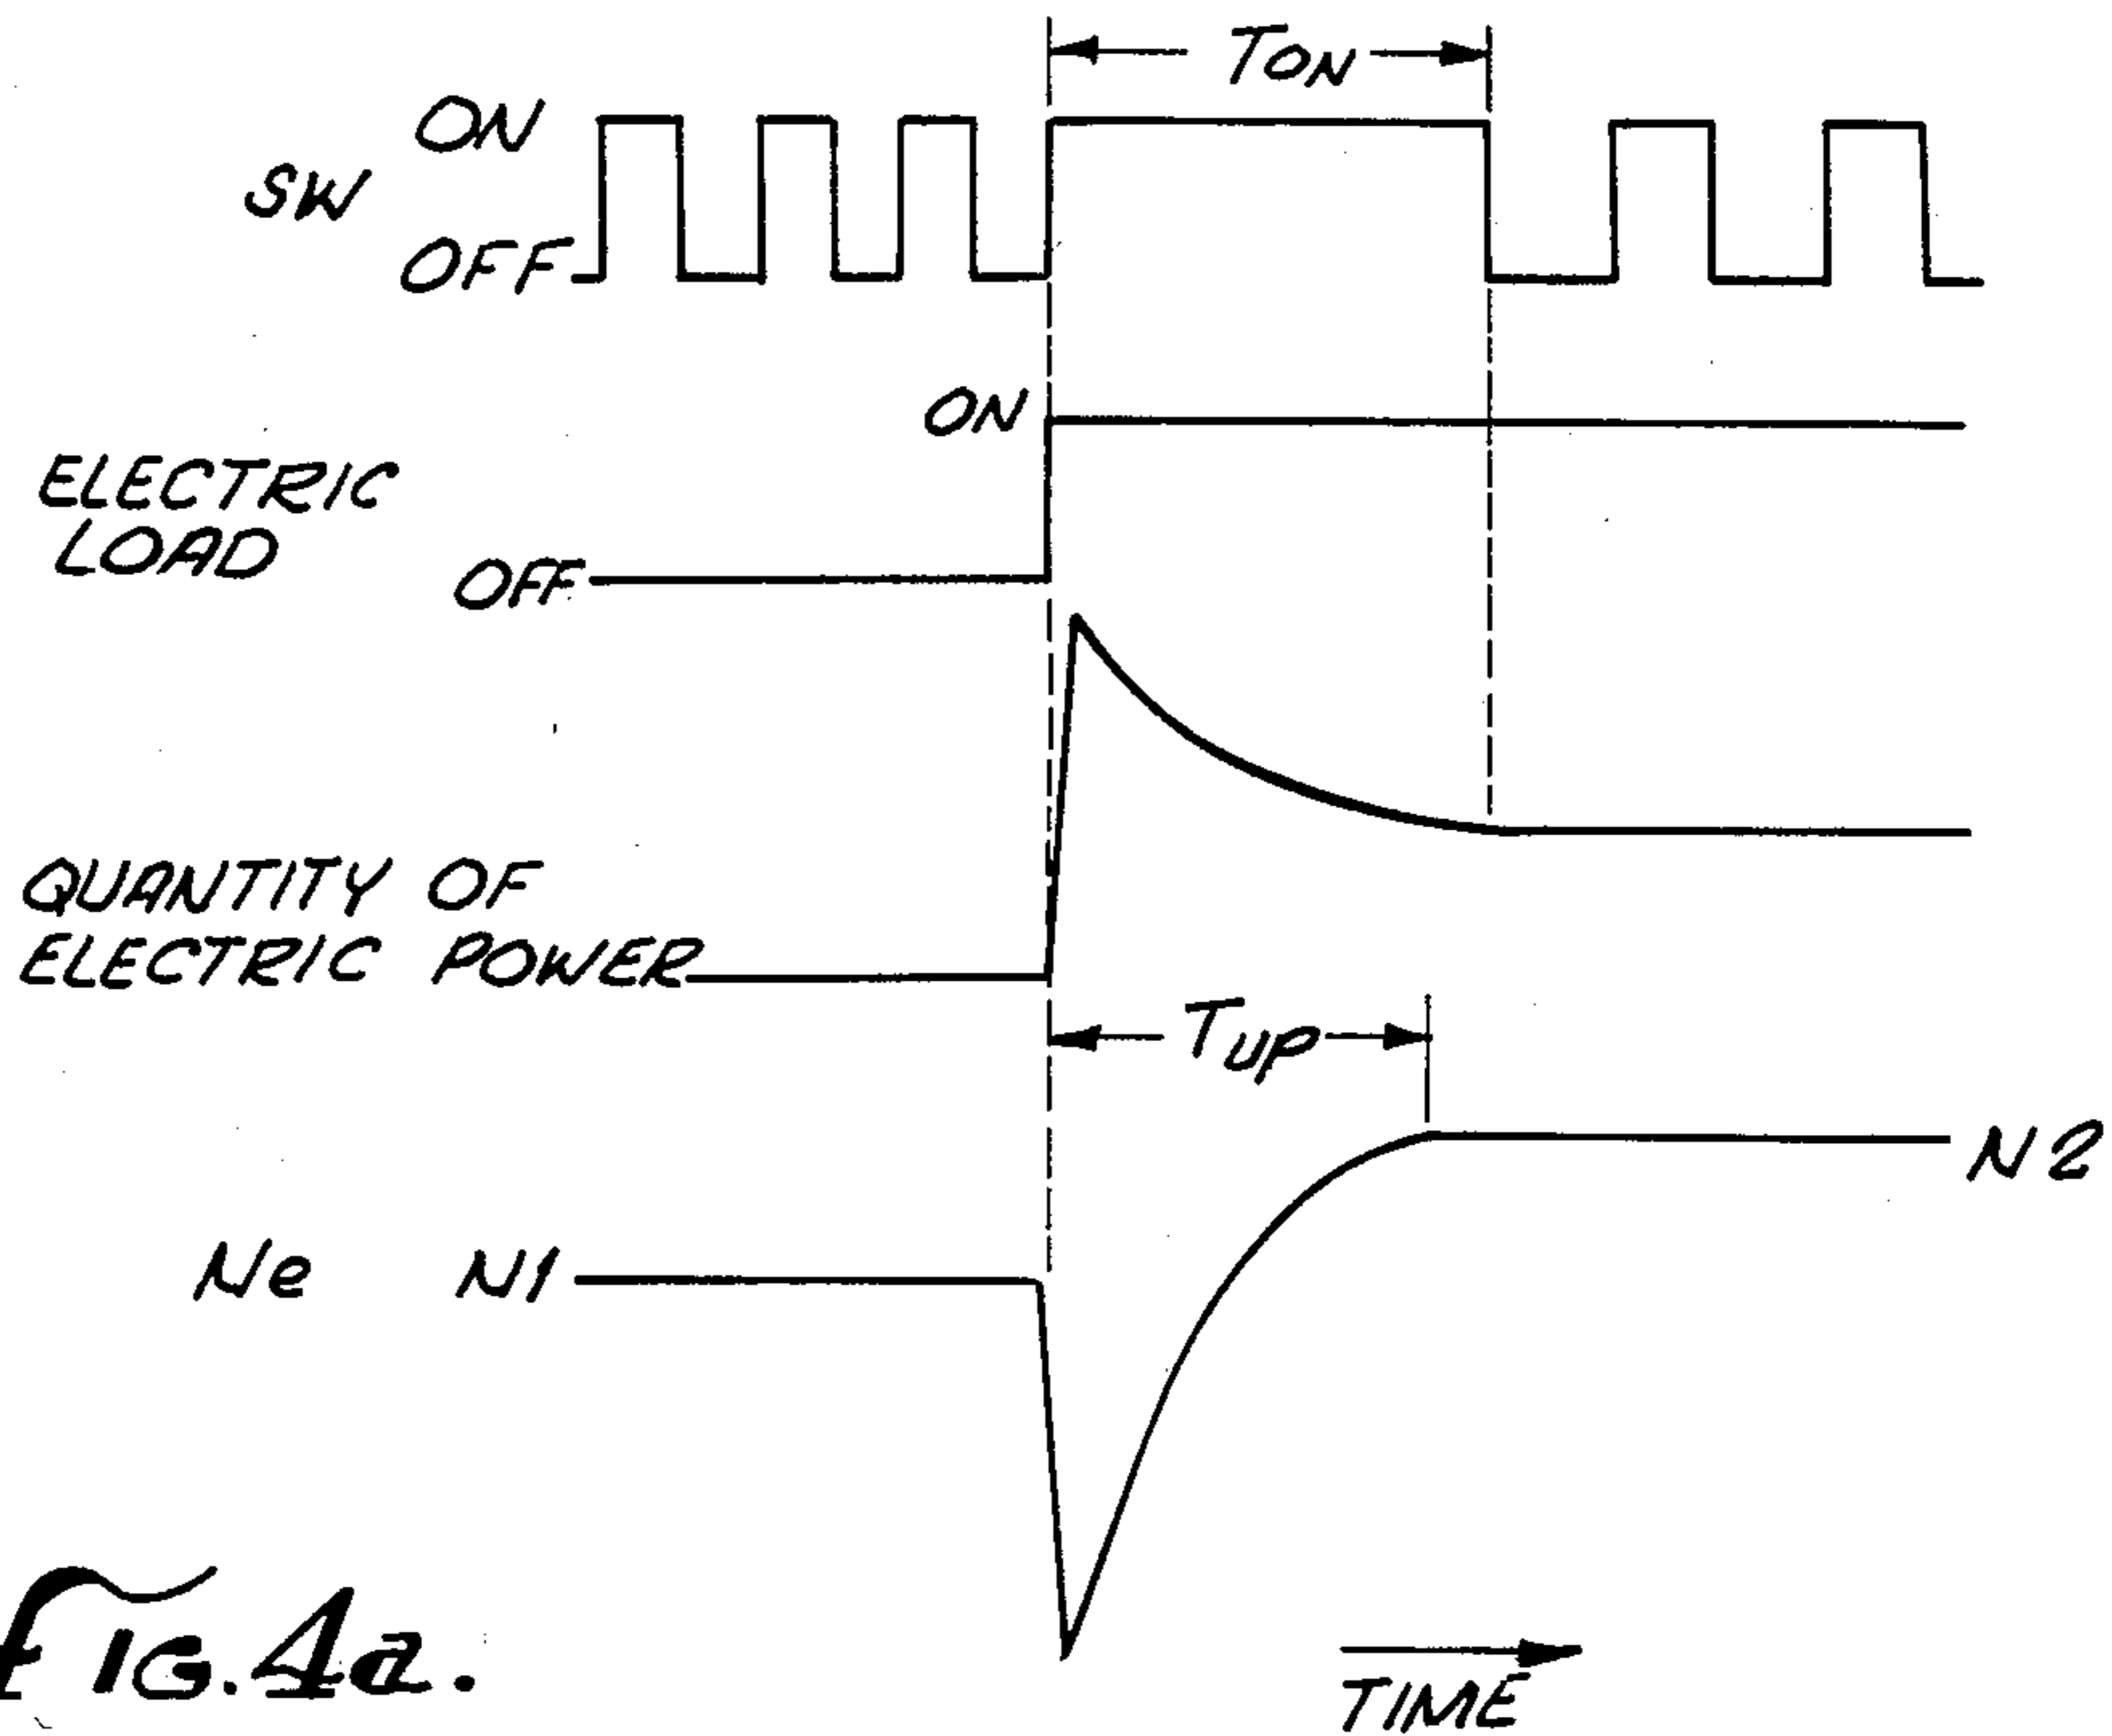 TON
ON
SW
OFF
ON
ELECTRIC
LOAD
OFF
QUANTITY OF
ELECTRIC POWER
TUP
N2
Ne N1
FIG. 4a.
TIME